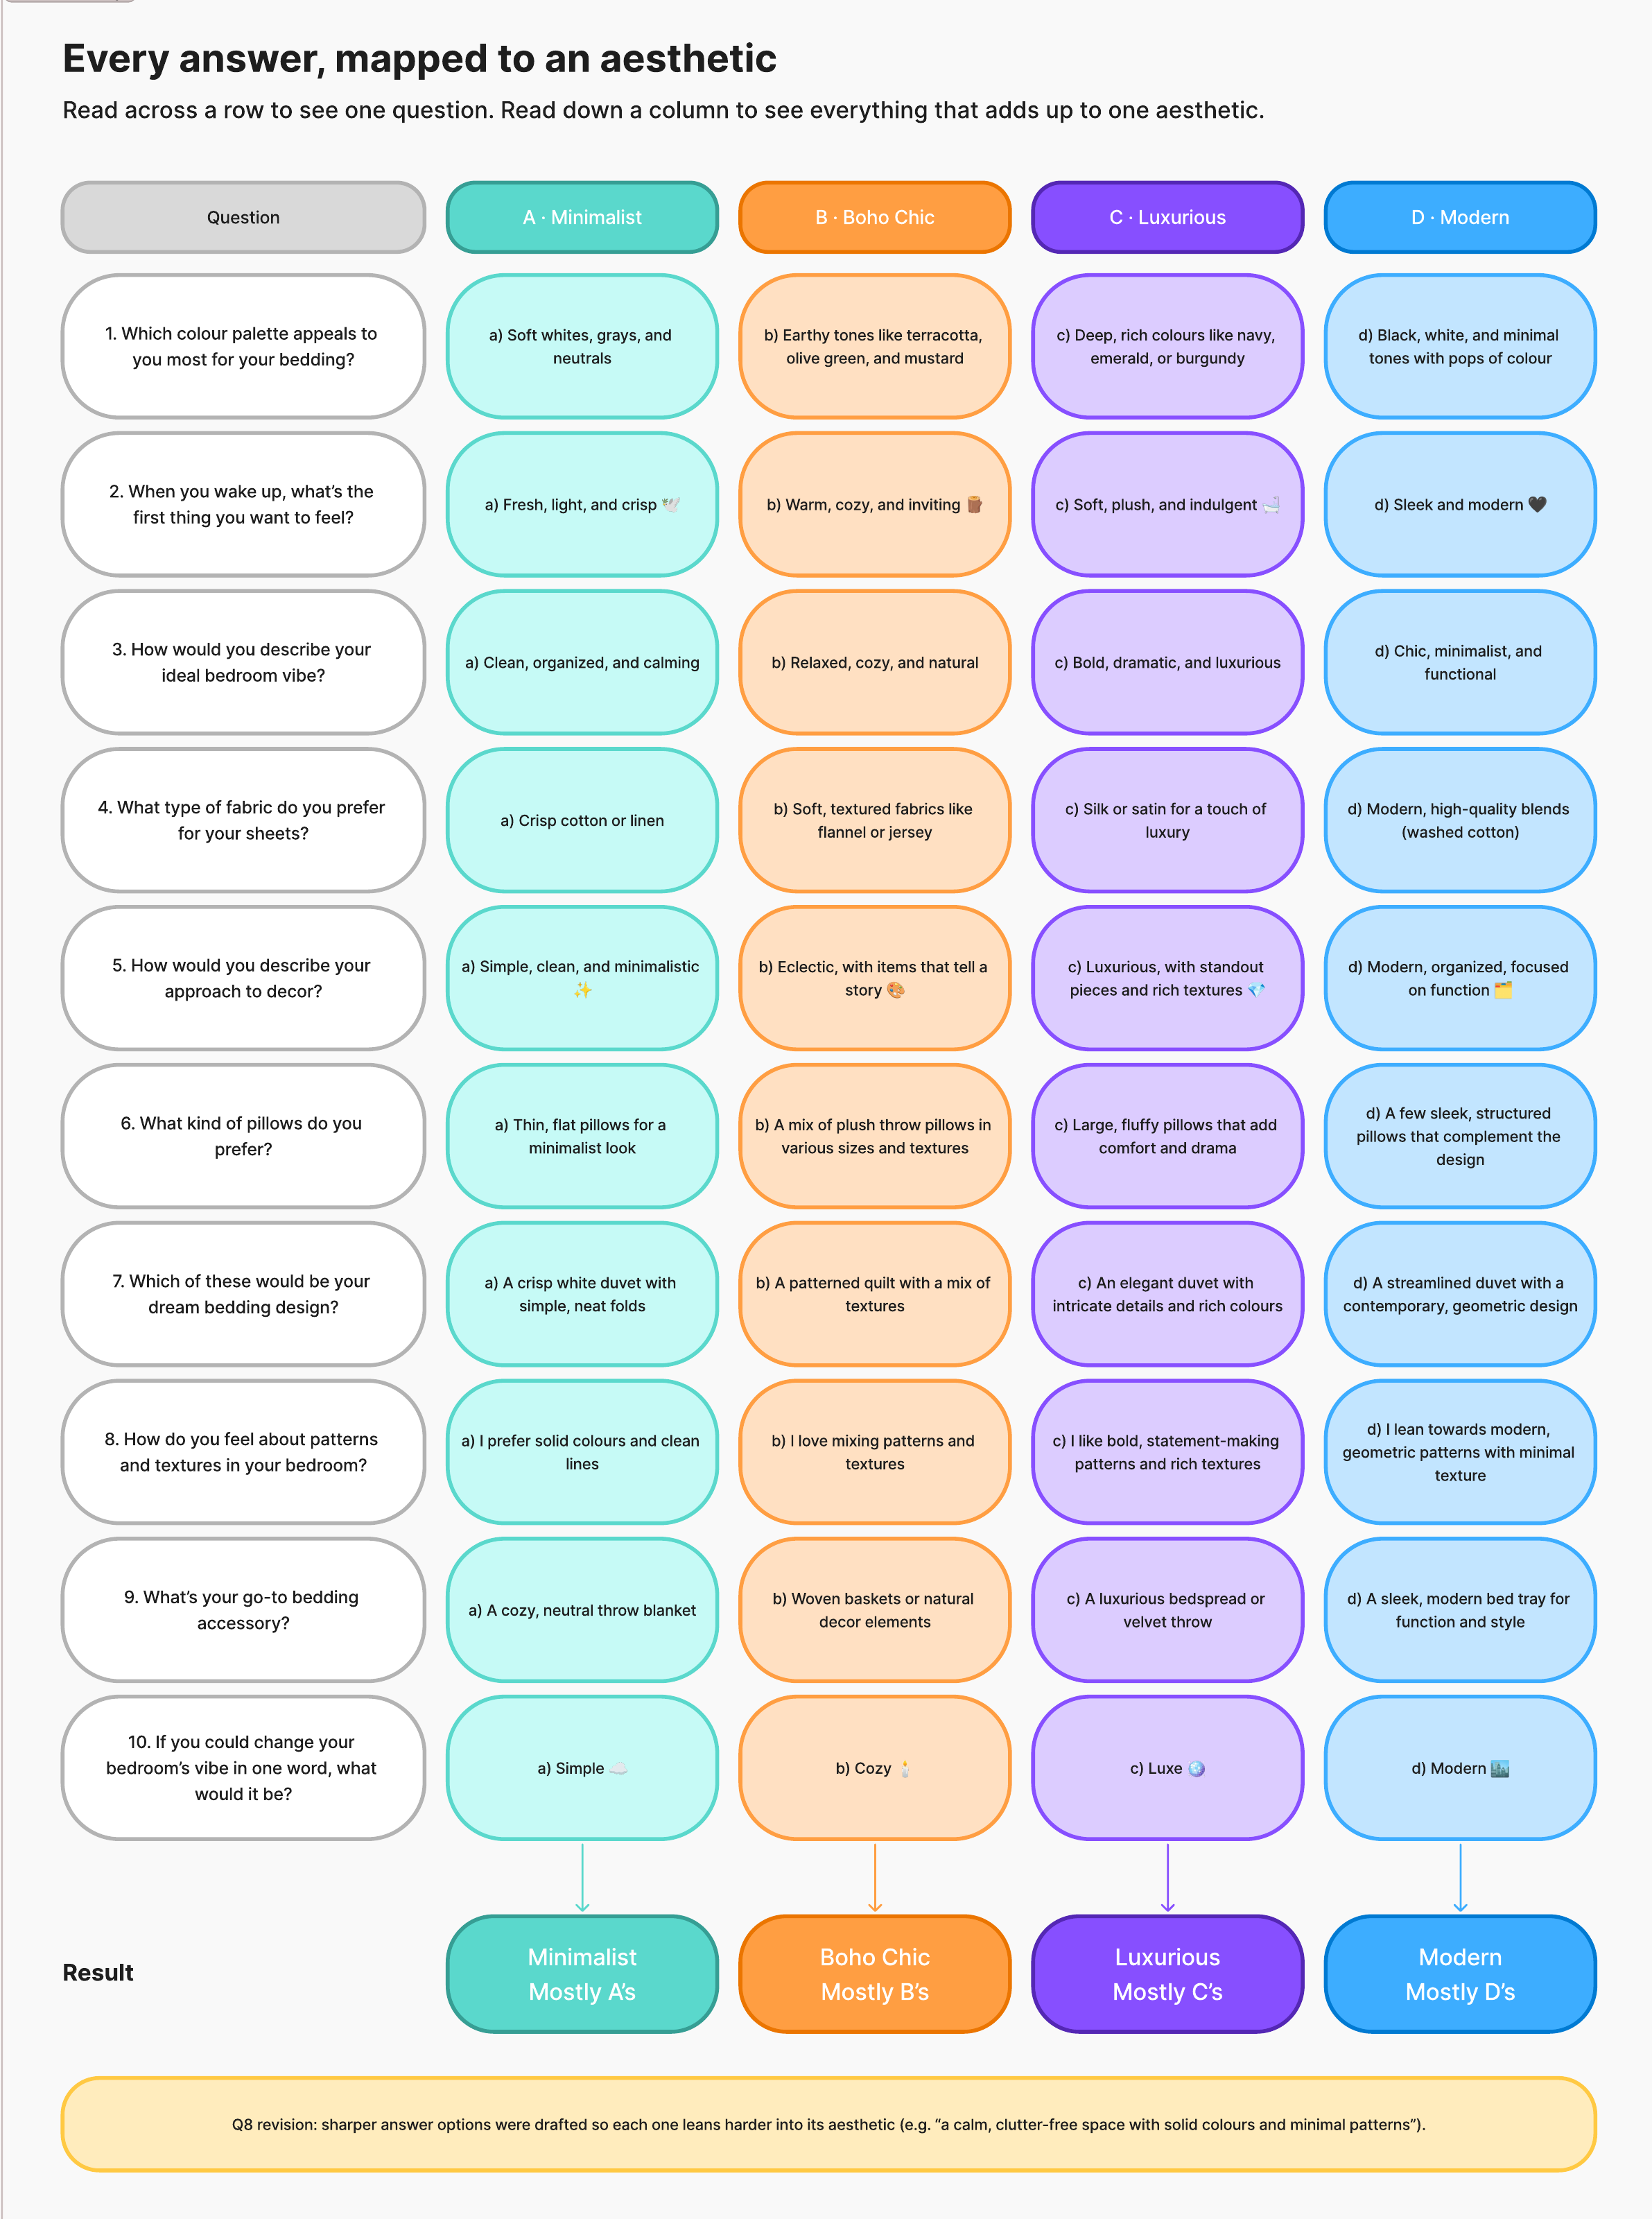 Every answer, mapped to an aesthetic
Read across a row to see one question. Read down a column to see everything that adds up to one aesthetic.
Question
A · Minimalist
B · Boho Chic
C · Luxurious
D · Modern
1. Which colour palette appeals to
you most for your bedding?
a) Soft whites, grays, and
neutrals
b) Earthy tones like terracotta,
olive green, and mustard
c) Deep, rich colours like navy,
emerald, or burgundy
d) Black, white, and minimal
tones with pops of colour
2. When you wake up, what’s the
first thing you want to feel?
a) Fresh, light, and crisp 🕊️
b) Warm, cozy, and inviting 🪵
c) Soft, plush, and indulgent 🛁
d) Sleek and modern 🖤
3. How would you describe your
ideal bedroom vibe?
a) Clean, organized, and calming
b) Relaxed, cozy, and natural
c) Bold, dramatic, and luxurious
d) Chic, minimalist, and
functional
4. What type of fabric do you prefer
for your sheets?
a) Crisp cotton or linen
b) Soft, textured fabrics like
flannel or jersey
c) Silk or satin for a touch of
luxury
d) Modern, high-quality blends
(washed cotton)
5. How would you describe your
approach to decor?
a) Simple, clean, and minimalistic
✨
b) Eclectic, with items that tell a
story 🎨
c) Luxurious, with standout
pieces and rich textures 💎
d) Modern, organized, focused
on function 🗂️
6. What kind of pillows do you
prefer?
a) Thin, flat pillows for a
minimalist look
b) A mix of plush throw pillows in
various sizes and textures
c) Large, fluffy pillows that add
comfort and drama
d) A few sleek, structured
pillows that complement the
design
7. Which of these would be your
dream bedding design?
a) A crisp white duvet with
simple, neat folds
b) A patterned quilt with a mix of
textures
c) An elegant duvet with
intricate details and rich colours
d) A streamlined duvet with a
contemporary, geometric design
8. How do you feel about patterns
and textures in your bedroom?
a) I prefer solid colours and clean
lines
b) I love mixing patterns and
textures
c) I like bold, statement-making
patterns and rich textures
d) I lean towards modern,
geometric patterns with minimal
texture
9. What’s your go-to bedding
accessory?
a) A cozy, neutral throw blanket
b) Woven baskets or natural
decor elements
c) A luxurious bedspread or
velvet throw
d) A sleek, modern bed tray for
function and style
10. If you could change your
bedroom’s vibe in one word, what
would it be?
a) Simple ☁️
b) Cozy 🕯️
c) Luxe 🪩
d) Modern 🏙️
Result
Minimalist
Mostly A’s
Boho Chic
Mostly B’s
Luxurious
Mostly C’s
Modern
Mostly D’s
Q8 revision: sharper answer options were drafted so each one leans harder into its aesthetic (e.g. “a calm, clutter-free space with solid colours and minimal patterns”).